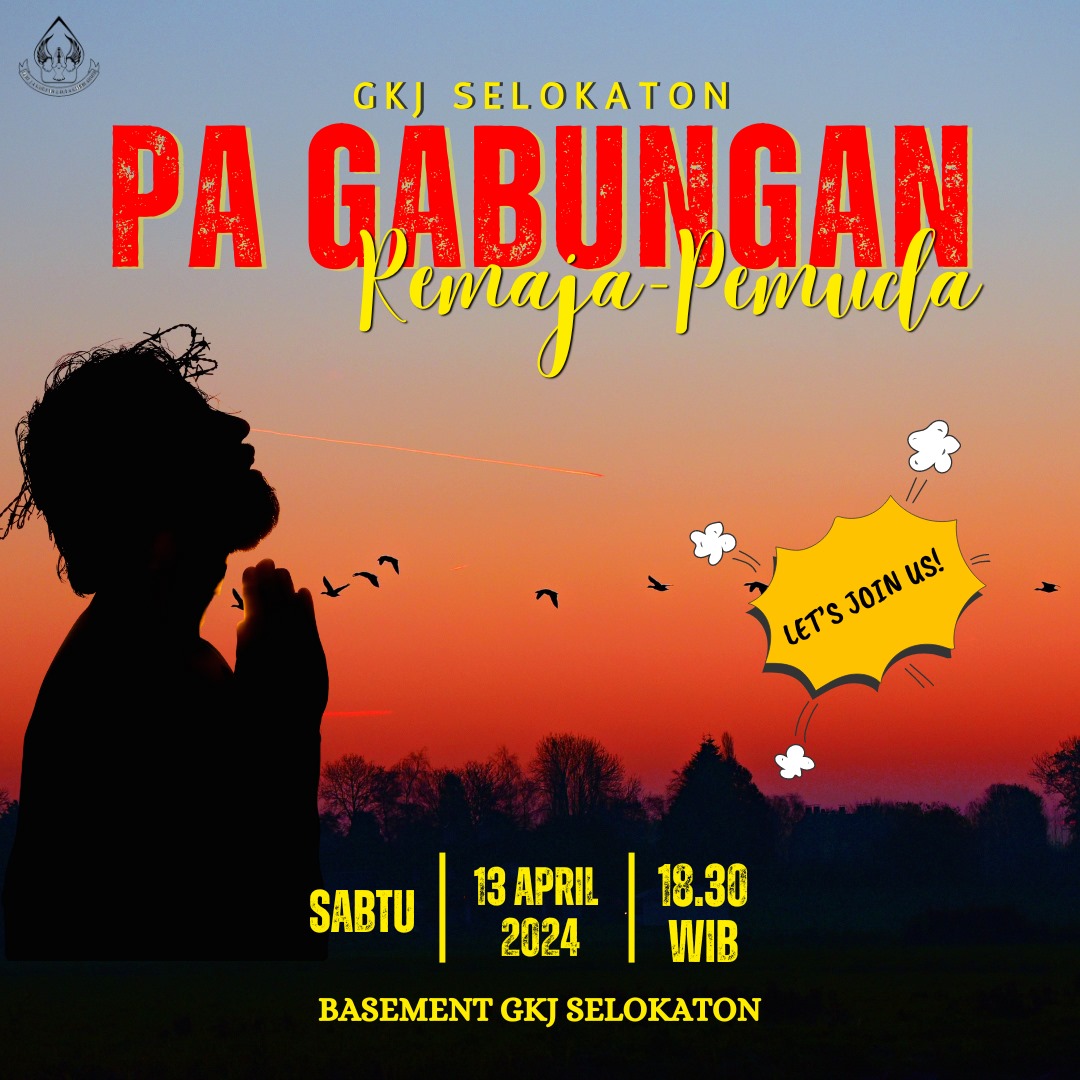 GKJ SELOKATON
PA GABUNGAN
Remaja-Pemuda
LET'S JOIN US!
SABTU
13 APRIL
2024
18.30
WIB
BASEMENT GKJ SELOKATON